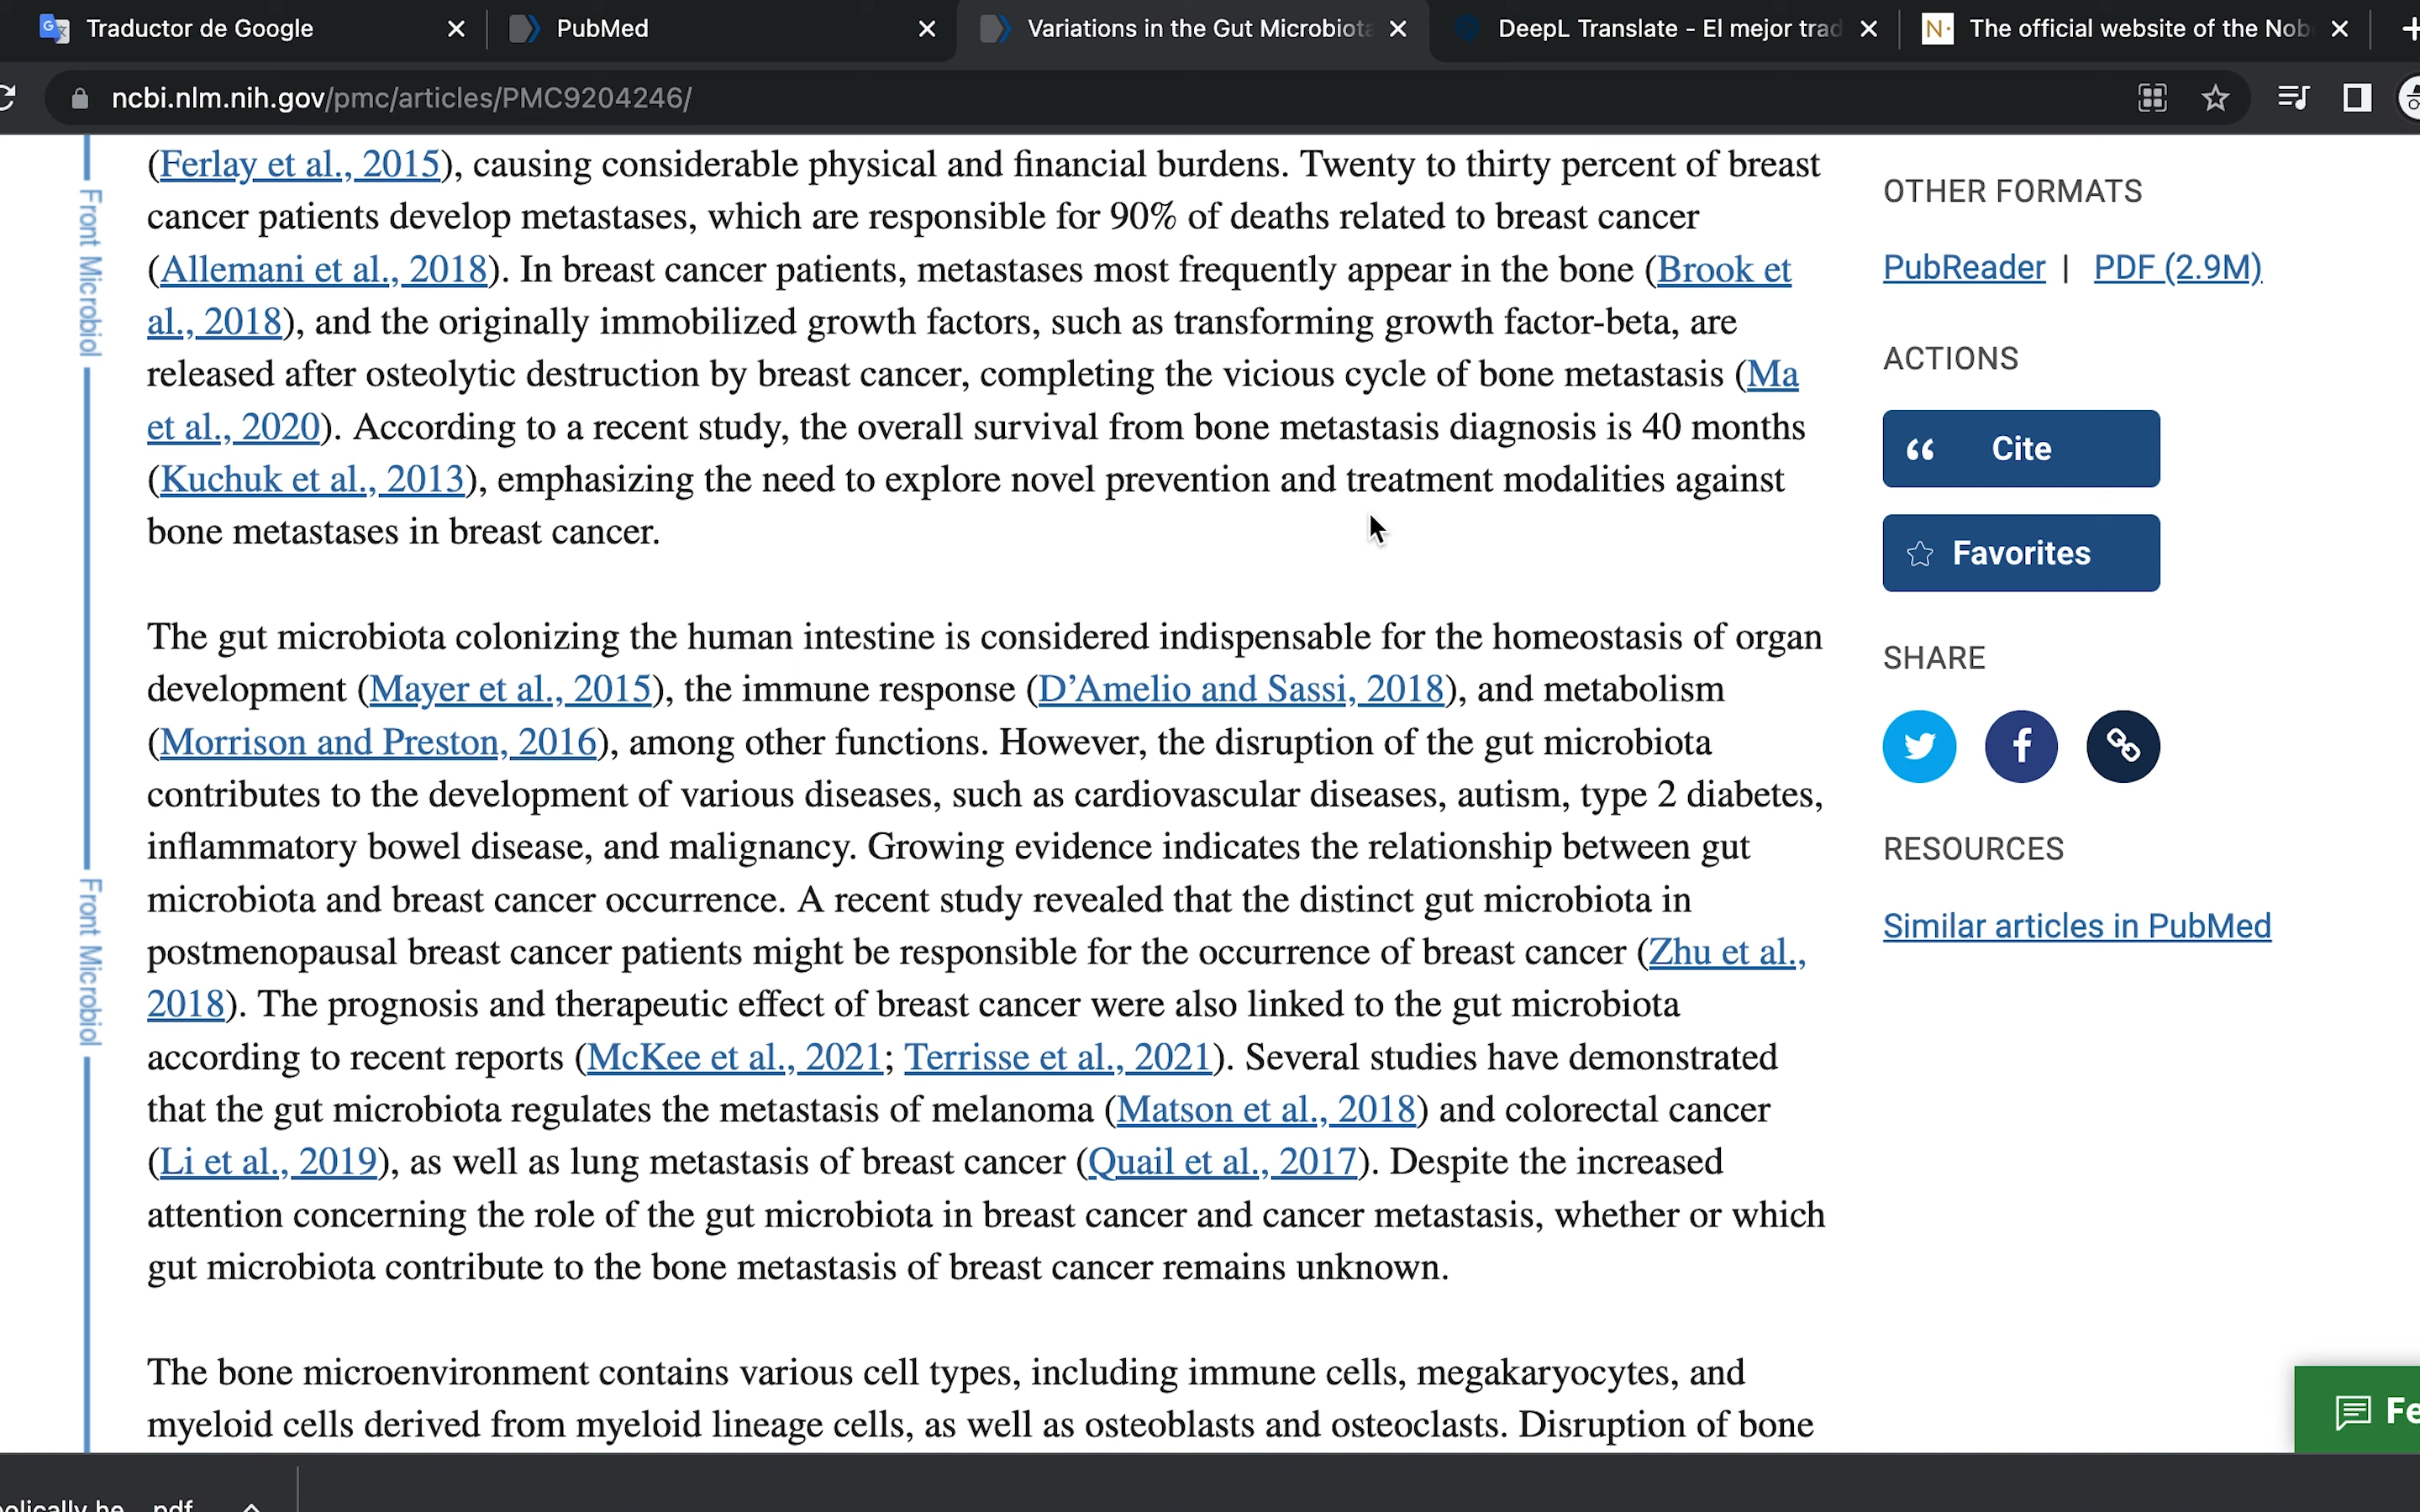 Traductor de Google
PubMed
Variations in the Gut Microbiota
DeepL Translate - El mejor trad
The official website of the Nob
ncbi.nlm.nih.gov/pmc/articles/PMC9204246/
(Ferlay et al., 2015), causing considerable physical and financial burdens. Twenty to thirty percent of breast
cancer patients develop metastases, which are responsible for 90% of deaths related to breast cancer
(Allemani et al., 2018). In breast cancer patients, metastases most frequently appear in the bone (Brook et
al., 2018), and the originally immobilized growth factors, such as transforming growth factor-beta, are
released after osteolytic destruction by breast cancer, completing the vicious cycle of bone metastasis (Ma
et al., 2020). According to a recent study, the overall survival from bone metastasis diagnosis is 40 months
(Kuchuk et al., 2013), emphasizing the need to explore novel prevention and treatment modalities against
bone metastases in breast cancer.
The gut microbiota colonizing the human intestine is considered indispensable for the homeostasis of organ
development (Mayer et al., 2015), the immune response (D’Amelio and Sassi, 2018), and metabolism
(Morrison and Preston, 2016), among other functions. However, the disruption of the gut microbiota
contributes to the development of various diseases, such as cardiovascular diseases, autism, type 2 diabetes,
inflammatory bowel disease, and malignancy. Growing evidence indicates the relationship between gut
microbiota and breast cancer occurrence. A recent study revealed that the distinct gut microbiota in
postmenopausal breast cancer patients might be responsible for the occurrence of breast cancer (Zhu et al.,
2018). The prognosis and therapeutic effect of breast cancer were also linked to the gut microbiota
according to recent reports (McKee et al., 2021; Terrisse et al., 2021). Several studies have demonstrated
that the gut microbiota regulates the metastasis of melanoma (Matson et al., 2018) and colorectal cancer
(Li et al., 2019), as well as lung metastasis of breast cancer (Quail et al., 2017). Despite the increased
attention concerning the role of the gut microbiota in breast cancer and cancer metastasis, whether or which
gut microbiota contribute to the bone metastasis of breast cancer remains unknown.
The bone microenvironment contains various cell types, including immune cells, megakaryocytes, and
myeloid cells derived from myeloid lineage cells, as well as osteoblasts and osteoclasts. Disruption of bone
Front Microbiol
Front Microbiol
OTHER FORMATS
PubReader | PDF (2.9M)
ACTIONS
Cite
Favorites
SHARE
RESOURCES
Similar articles in PubMed
Fe